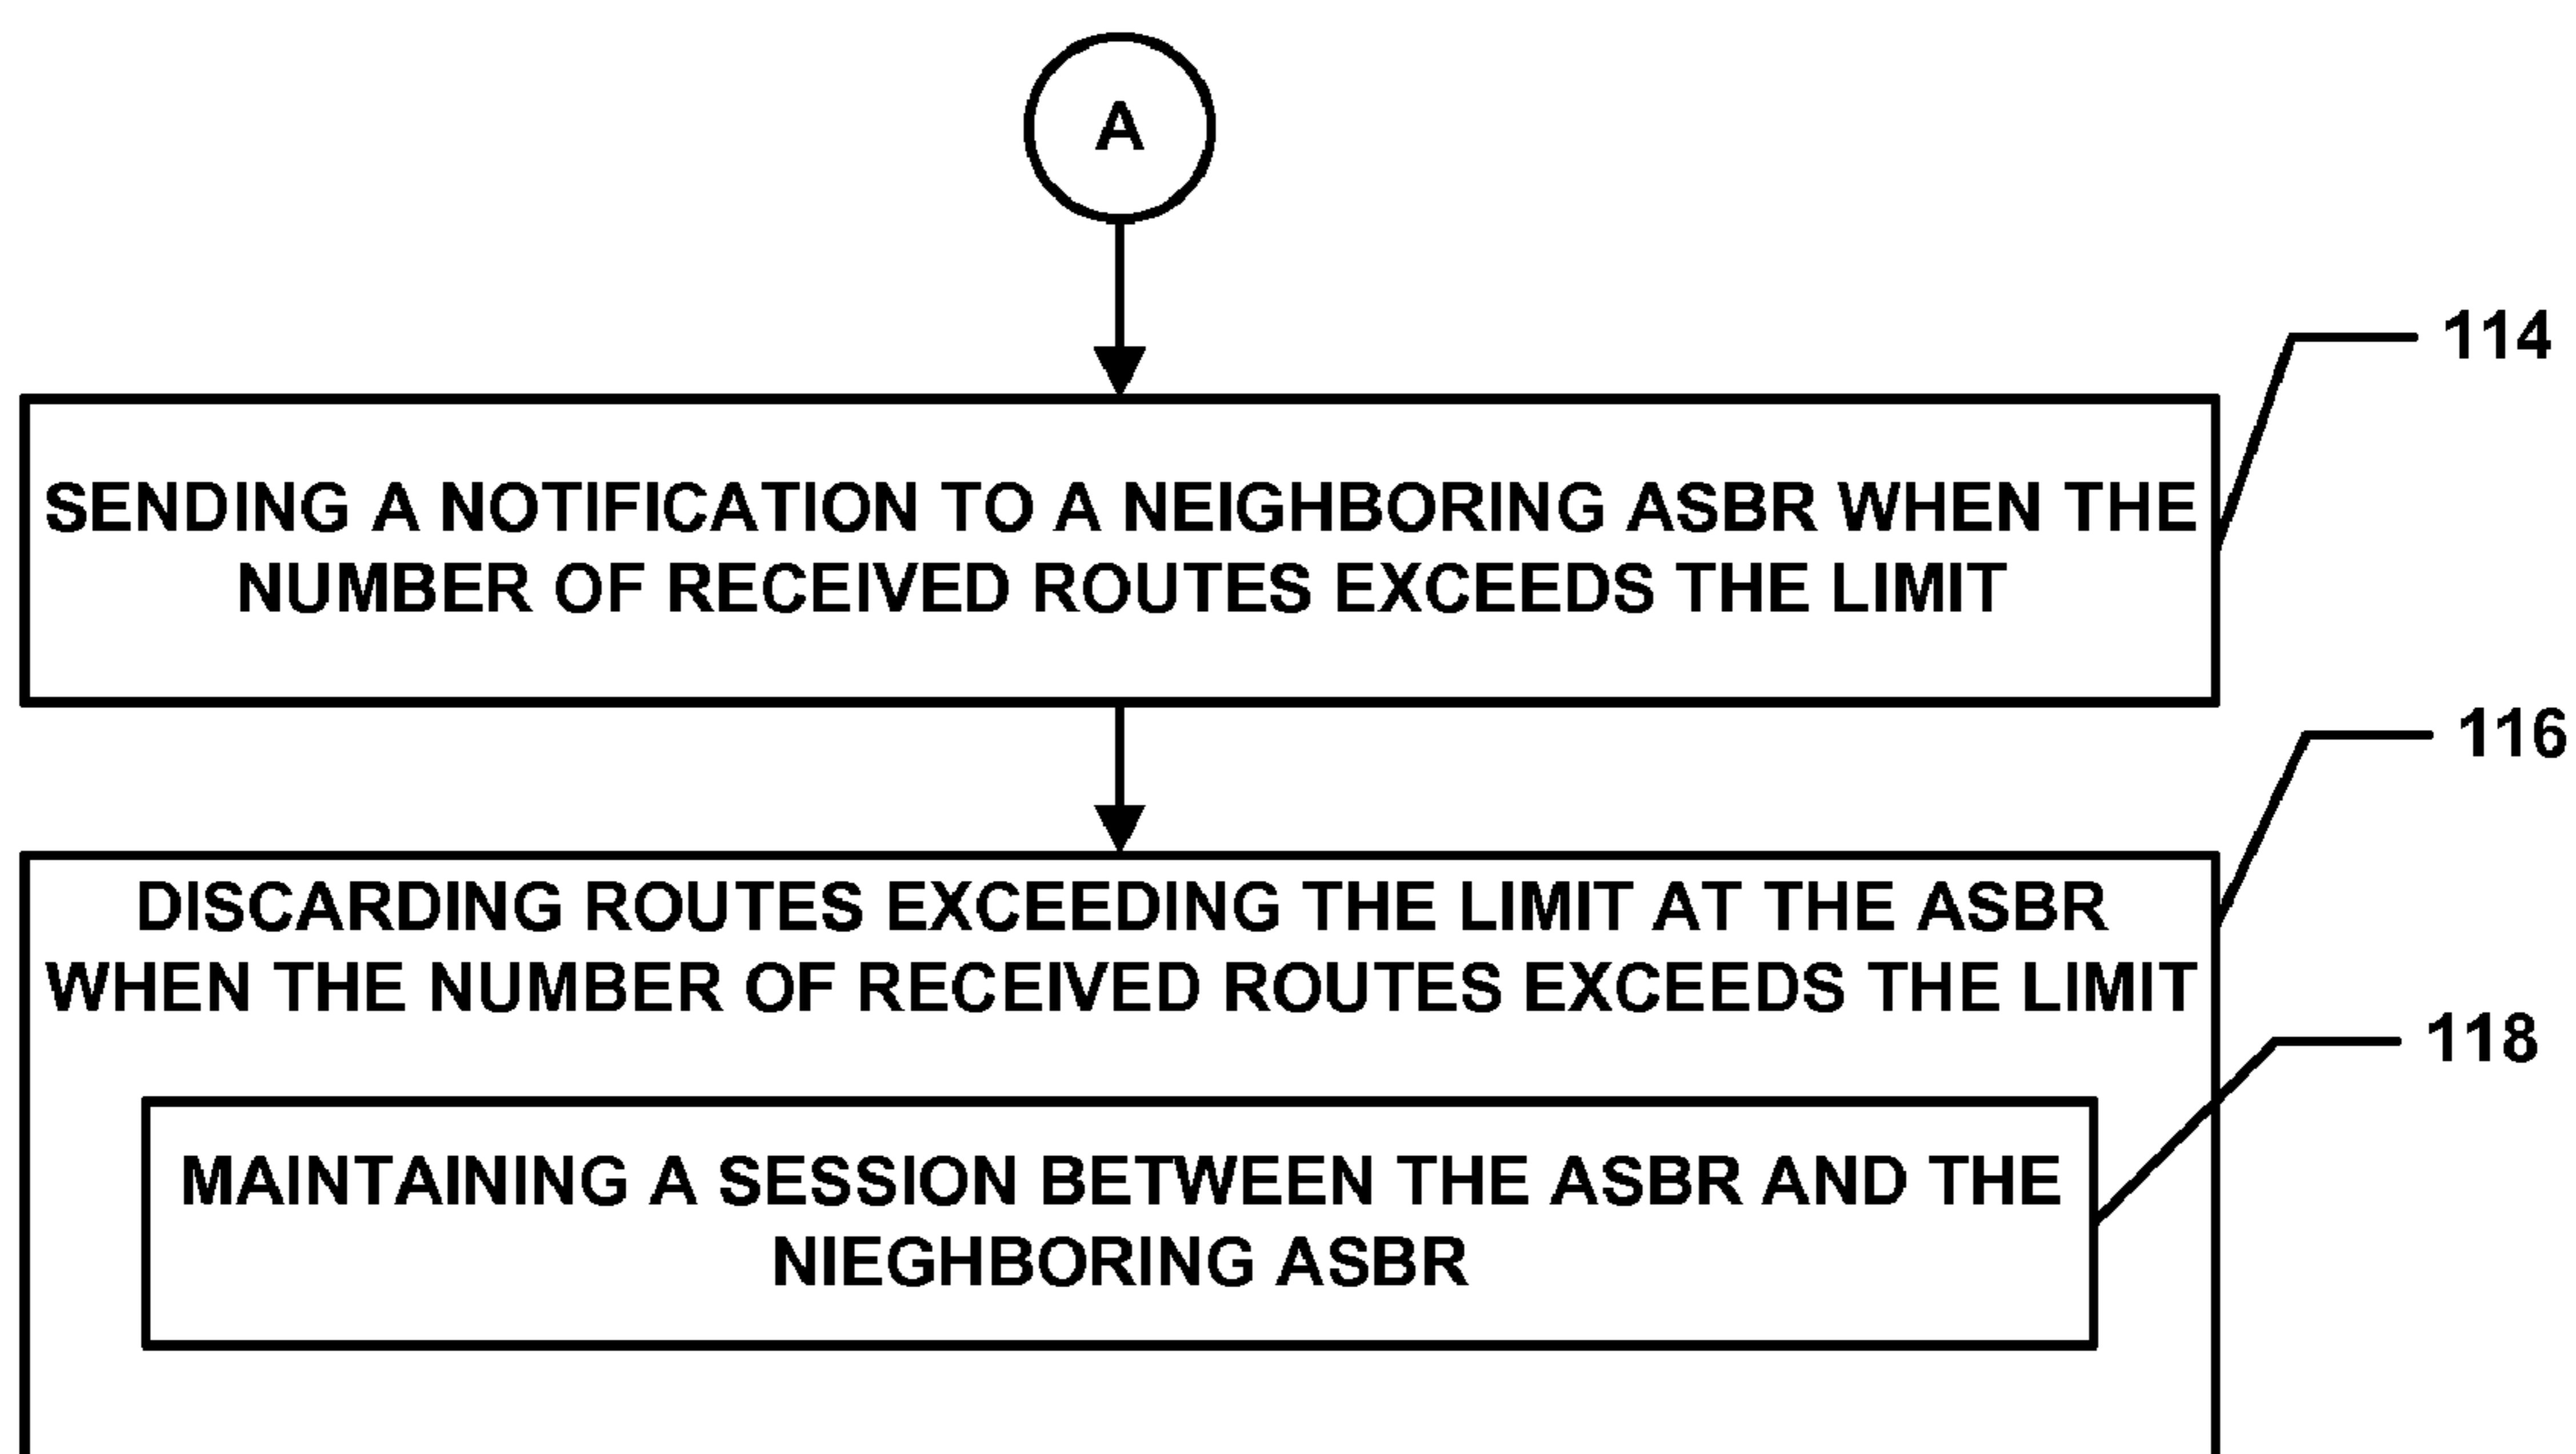 A
114
SENDING A NOTIFICATION TO A NEIGHBORING ASBR WHEN THE
NUMBER OF RECEIVED ROUTES EXCEEDS THE LIMIT
116
DISCARDING ROUTES EXCEEDING THE LIMIT AT THE ASBR
WHEN THE NUMBER OF RECEIVED ROUTES EXCEEDS THE LIMIT
118
MAINTAINING A SESSION BETWEEN THE ASBR AND THE
NIEGHBORING ASBR